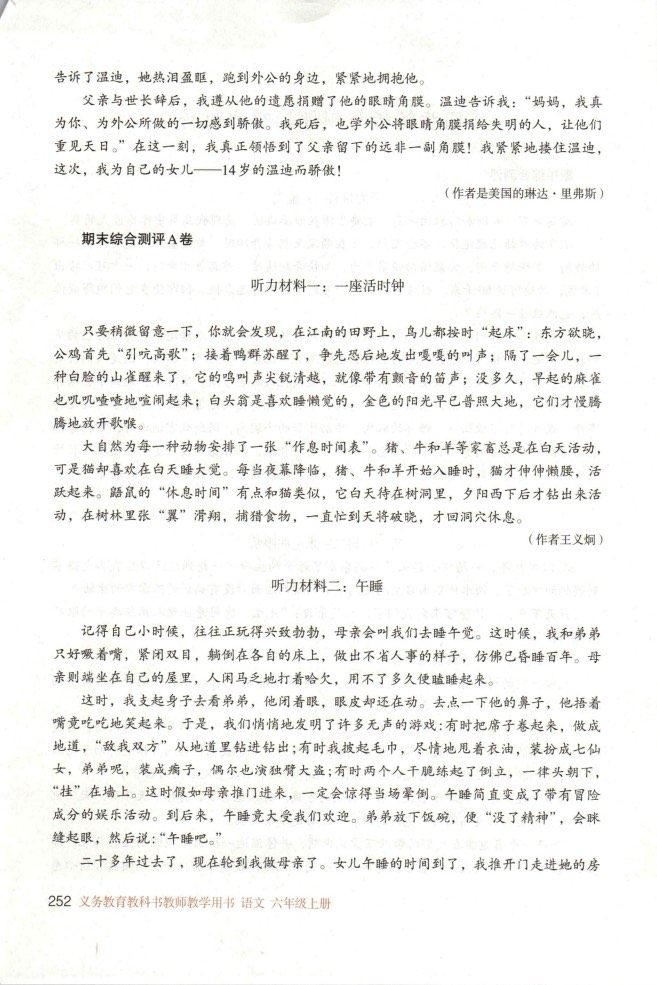 告诉了温迪，她热泪盈眶，跑到外公的身边，紧紧地拥抱他。
父亲与世长辞后，我遵从他的遗愿捐赠了他的眼睛角膜。温迪告诉我：“妈妈，我真
为你、为外公所做的一切感到骄傲。我死后，也学外公将眼睛角膜捐给失明的人，让他们
重见天日。”在这一刻，我真正领悟到了父亲留下的远非一副角膜！我紧紧地搂住温迪，
这次，我为自己的女儿——14岁的温迪而骄傲！
（作者是美国的琳达·里弗斯）
期末综合测评A卷
听力材料一：一座活时钟
只要稍微留意一下，你就会发现，在江南的田野上，鸟儿都按时“起床”：东方欲晓，
公鸡首先“引吭高歌”；接着鸭群苏醒了，争先恐后地发出嘎嘎的叫声；隔了一会儿，一
种白脸的山雀醒来了，它的鸣叫声尖锐清越，就像带有颤音的笛声；没多久，早起的麻雀
也叽叽喳喳地喧闹起来；白头翁是喜欢睡懒觉的，金色的阳光早已普照大地，它们才慢腾
腾地放开歌喉。
大自然为每一种动物安排了一张“作息时间表”。猪、牛和羊等家畜总是在白天活动，
可是猫却喜欢在白天睡大觉。每当夜幕降临，猪、牛和羊开始入睡时，猫才伸伸懒腰，活
跃起来。鼯鼠的“休息时间”有点和猫类似，它白天待在树洞里，夕阳西下后才钻出来活
动，在树林里张“翼”滑翔，捕猎食物，一直忙到天将破晓，才回洞穴休息。
（作者王义炯）
听力材料二：午睡
记得自己小时候，往往正玩得兴致勃勃，母亲会叫我们去睡午觉。这时候，我和弟弟
只好噘着嘴，紧闭双目，躺倒在各自的床上，做出不省人事的样子，仿佛已昏睡百年。母
亲则端坐在自己的屋里，人闲马乏地打着哈欠，用不了多久便瞌睡起来。
这时，我支起身子去看弟弟，他闭着眼，眼皮却还在动。去点一下他的鼻子，他捂着
嘴竟吃吃地笑起来。于是，我们悄悄地发明了许多无声的游戏：有时把席子卷起来，做成
地道，“敌我双方”从地道里钻进钻出；有时我披起毛巾，尽情地甩着衣油，装扮成七仙
女，弟弟呢，装成瘸子，偶尔也演独臂大盗；有时两个人干脆练起了倒立，一律头朝下，
“挂”在墙上。这时假如母亲推门进来，一定会惊得当场晕倒。午睡简直变成了带有冒险
成分的娱乐活动。到后来，午睡竟大受我们欢迎。弟弟放下饭碗，便“没了精神”，会眯
缝起眼，然后说：“午睡吧。”
二十多年过去了，现在轮到我做母亲了。女儿午睡的时间到了，我推开门走进她的房
252 义务教育教科书教师教学用书 语文 六年级上册